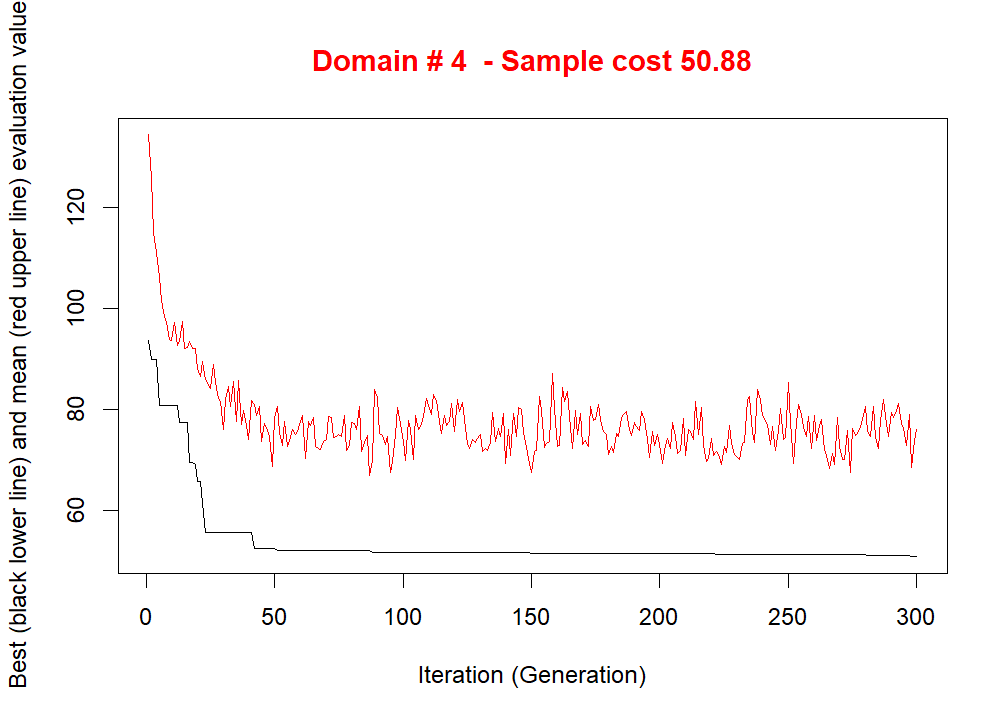 Domain # 4  - Sample cost 50.88
Best (black lower line) and mean (red upper line) evaluation value
120
100
80
60
0 50 100 150 200 250 300
Iteration (Generation)